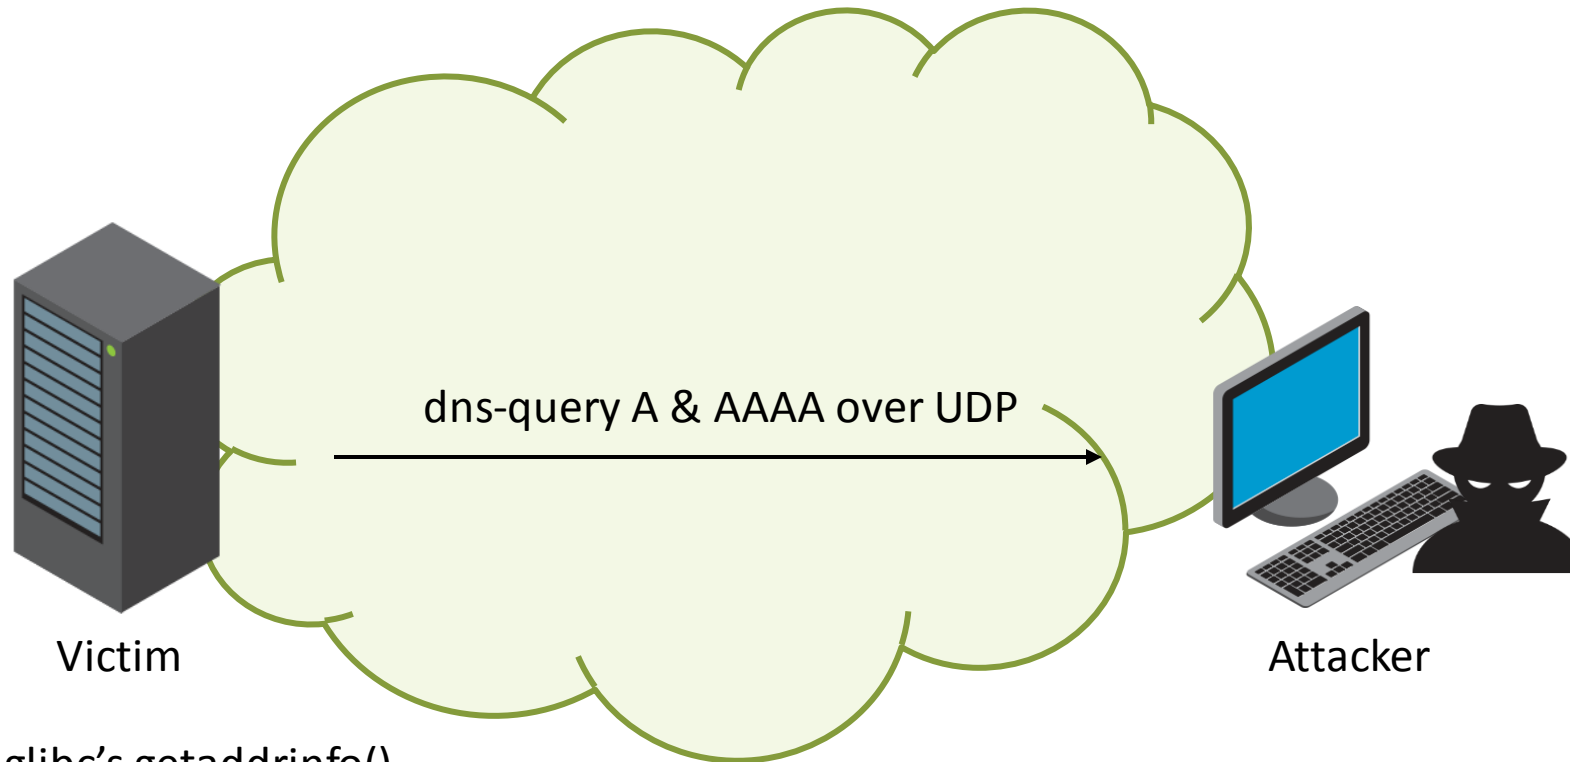 dns-query A & AAAA over UDP
Victim
Attacker
glibc’s getaddrinfo()